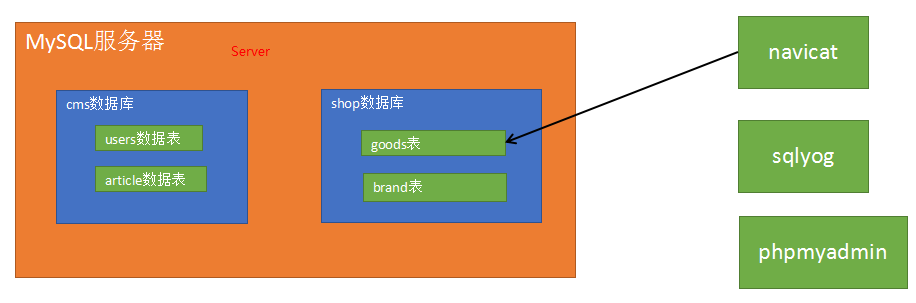 MySQL服务器
Server
cms数据库
users数据表
article数据表
shop数据库
goods表
brand表
navicat
sqlyog
phpmyadmin